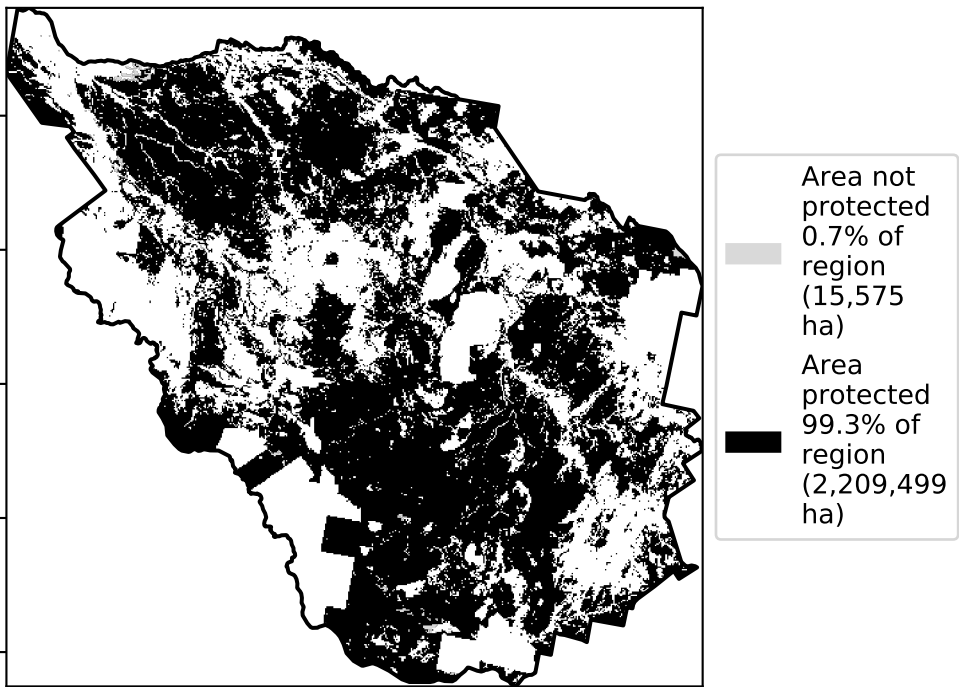 Area not
protected
0.7% of
region
(15,575
ha)
Area
protected
99.3% of
region
(2,209,499
ha)